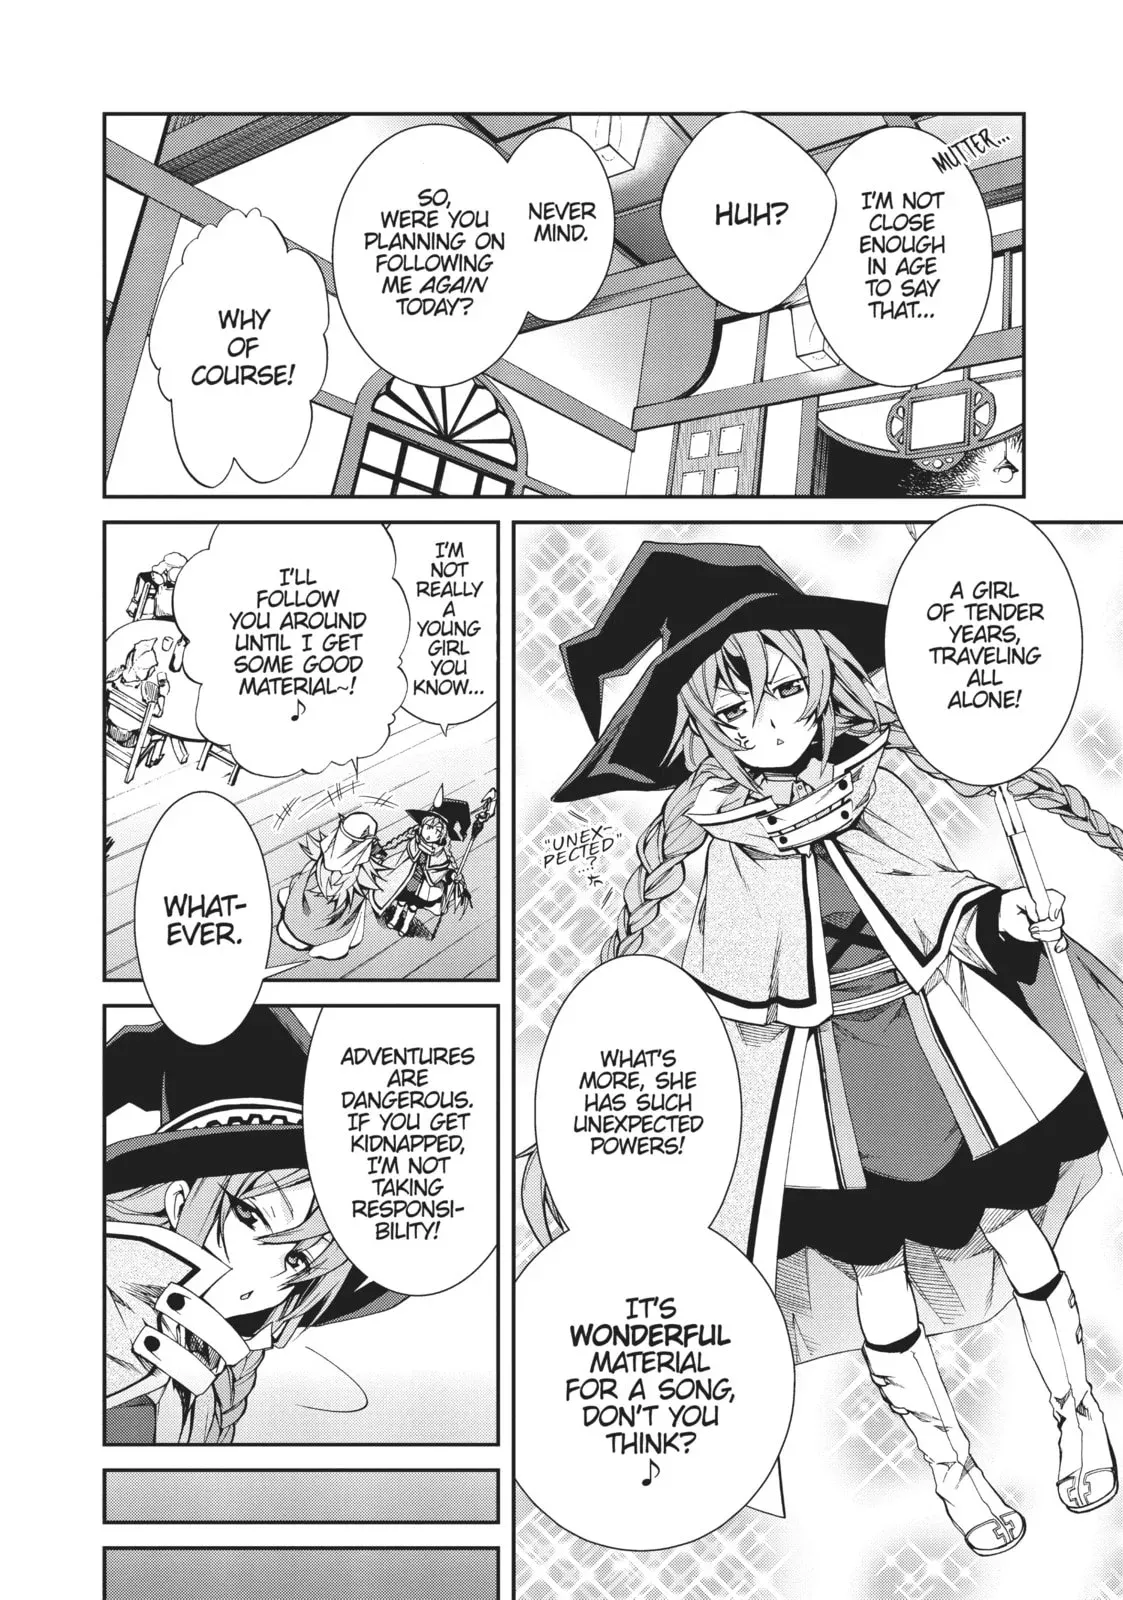 MUTTER...
I'M NOT
CLOSE
ENOUGH
IN AGE
TO SAY
THAT...
HUH?
NEVER
MIND.
SO,
WERE YOU
PLANNING ON
FOLLOWING
ME AGAIN
TODAY?
WHY
OF
COURSE!
A GIRL
OF TENDER
YEARS,
TRAVELING
ALL
ALONE!
"UNEX-
PECTED"
...?
WHAT'S
MORE, SHE
HAS SUCH
UNEXPECTED
POWERS!
IT'S
WONDERFUL
MATERIAL
FOR A SONG,
DON'T YOU
THINK?
♪
I'M
NOT
REALLY
A
YOUNG
GIRL
YOU
KNOW...
I'LL
FOLLOW
YOU AROUND
UNTIL I GET
SOME GOOD
MATERIAL~!
♪
WHAT-
EVER.
ADVENTURES
ARE
DANGEROUS.
IF YOU GET
KIDNAPPED,
I'M NOT
TAKING
RESPONSI-
BILITY!